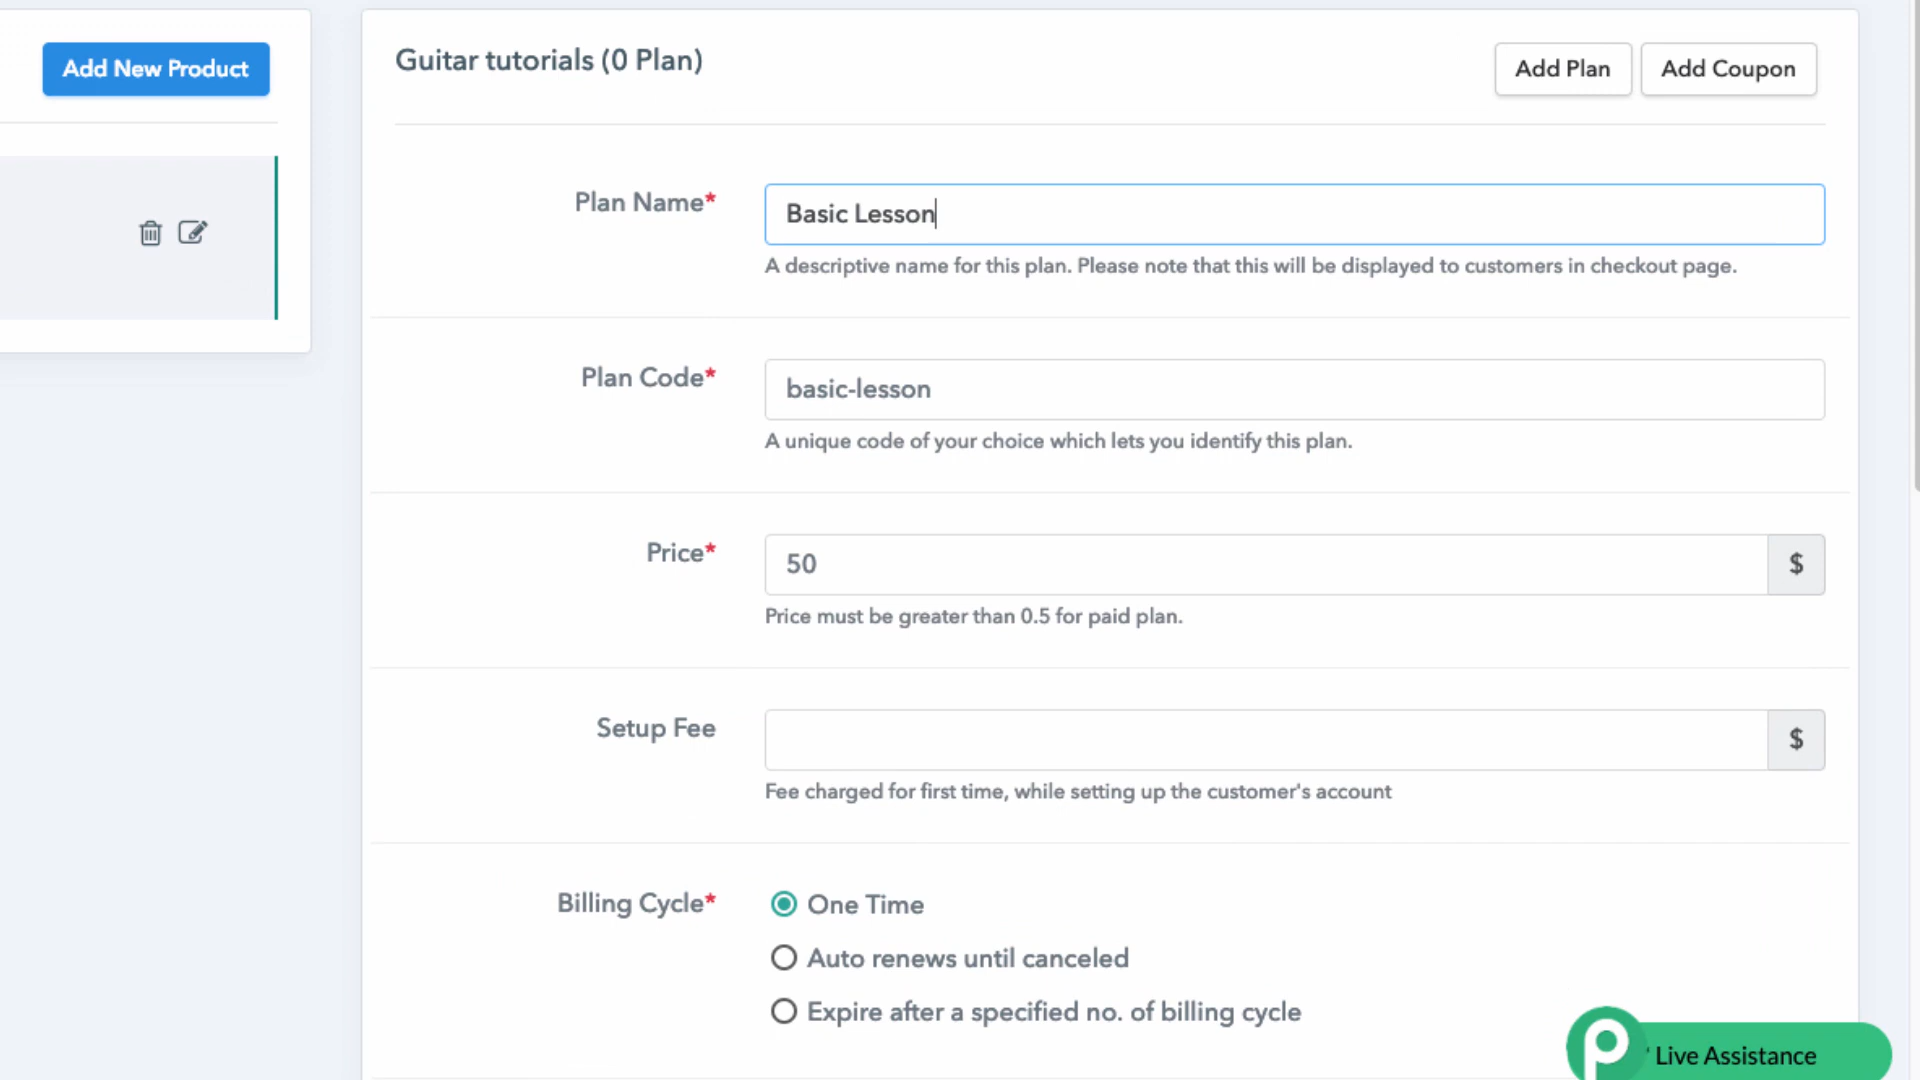 Add New Product
Guitar tutorials (0 Plan)
Add Plan
Add Coupon
Plan Name*
Basic Lesson
A descriptive name for this plan. Please note that this will be displayed to customers in checkout page.
Plan Code*
basic-lesson
A unique code of your choice which lets you identify this plan.
Price*
50
$
Price must be greater than 0.5 for paid plan.
Setup Fee
$
Fee charged for first time, while setting up the customer's account
Billing Cycle*
One Time
Auto renews until canceled
Expire after a specified no. of billing cycle
Live Assistance